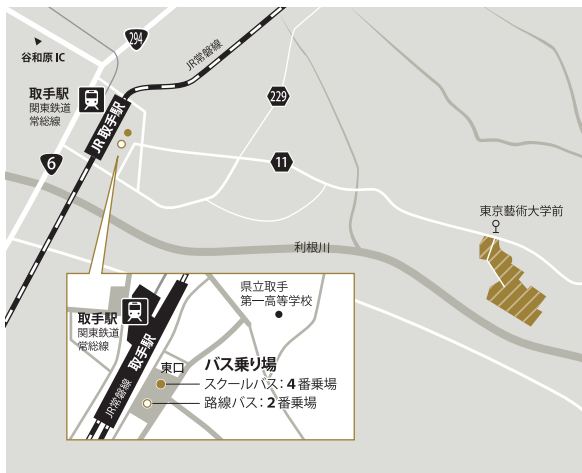 294
谷和原 IC
JR常磐線
取手駅
関東鉄道
常総線
JR 取手駅
229
6
11
東京藝術大学前
利根川
県立取手
第一高等学校
取手駅
関東鉄道
常総線
取手駅
JR常磐線
東口
バス乗り場
スクールバス：4番乗場
路線バス：2番乗場